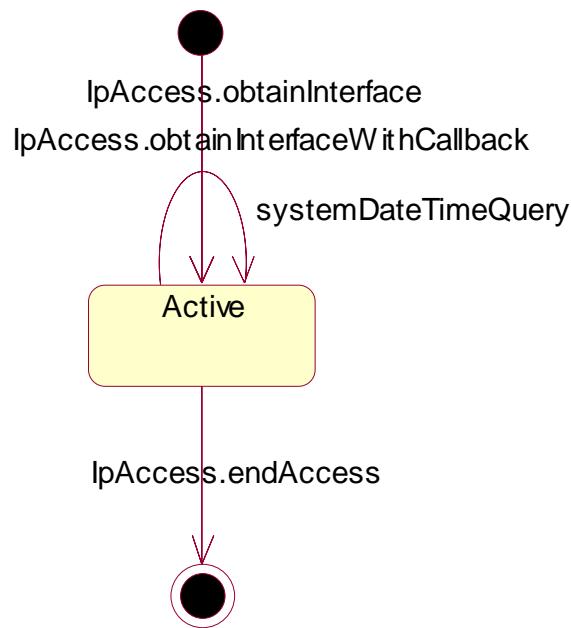 IpAccess.obtainInterface
IpAccess.obtainInterfaceWithCallback
systemDateTimeQuery
Active
IpAccess.endAccess